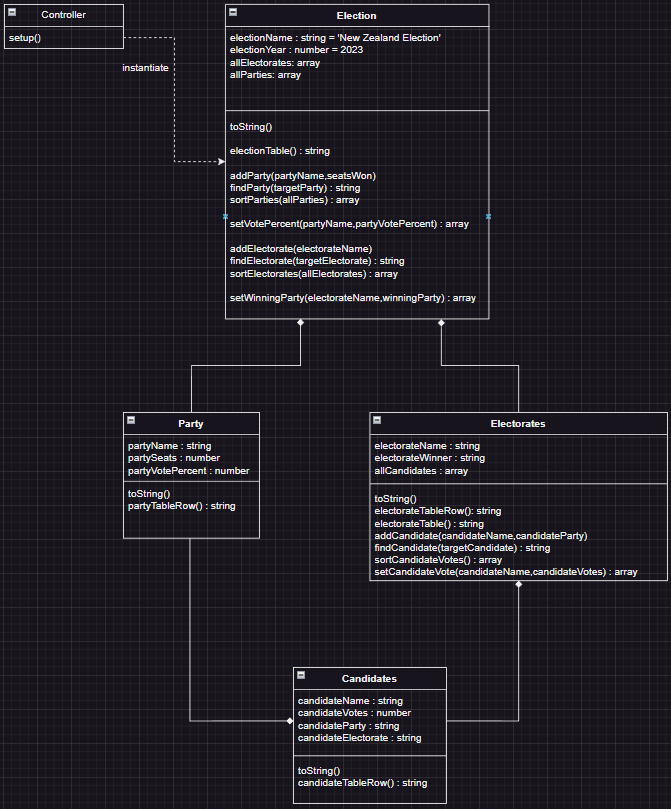 Controller
setup()
instantiate
Election
electionName : string = 'New Zealand Election'
electionYear : number = 2023
allElectorates: array
allParties: array
toString()
electionTable() : string
addParty(partyName,seatsWon)
findParty(targetParty) : string
sortParties(allParties) : array
setVotePercent(partyName,partyVotePercent) : array
addElectorate(electorateName)
findElectorate(targetElectorate) : string
sortElectorates(allElectorates) : array
setWinningParty(electorateName,winningParty) : array
Party
partyName : string
partySeats : number
partyVotePercent : number
toString()
partyTableRow() : string
Electorates
electorateName : string
electorateWinner : string
allCandidates : array
toString()
electorateTableRow(): string
electorateTable() : string
addCandidate(candidateName,candidateParty)
findCandidate(targetCandidate) : string
sortCandidateVotes() : array
setCandidateVote(candidateName,candidateVotes) : array
Candidates
candidateName : string
candidateVotes : number
candidateParty : string
candidateElectorate : string
toString()
candidateTableRow() : string